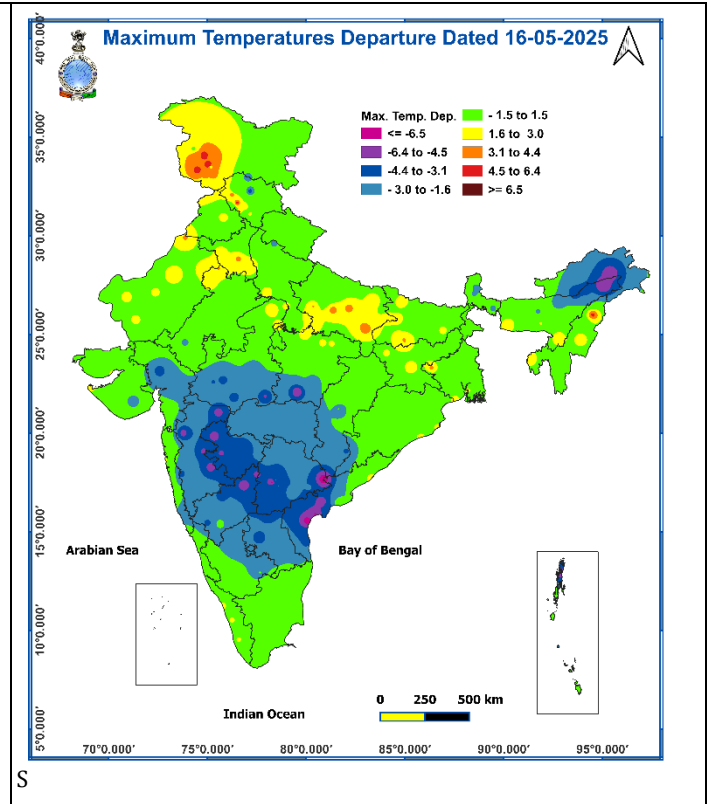 Maximum Temperatures Departure Dated 16-05-2025
40°0.000'
35°0.000'
30°0.000'
25°0.000'
20°0.000'
15°0.000'
10°0.000'
5°0.000'
Max. Temp. Dep.
<= -6.5
-6.4 to -4.5
-4.4 to -3.1
- 3.0 to -1.6
- 1.5 to 1.5
1.6 to 3.0
3.1 to 4.4
4.5 to 6.4
>= 6.5
Arabian Sea
Bay of Bengal
Indian Ocean
0 250 500 km
70°0.000' 75°0.000' 80°0.000' 85°0.000' 90°0.000' 95°0.000'
S